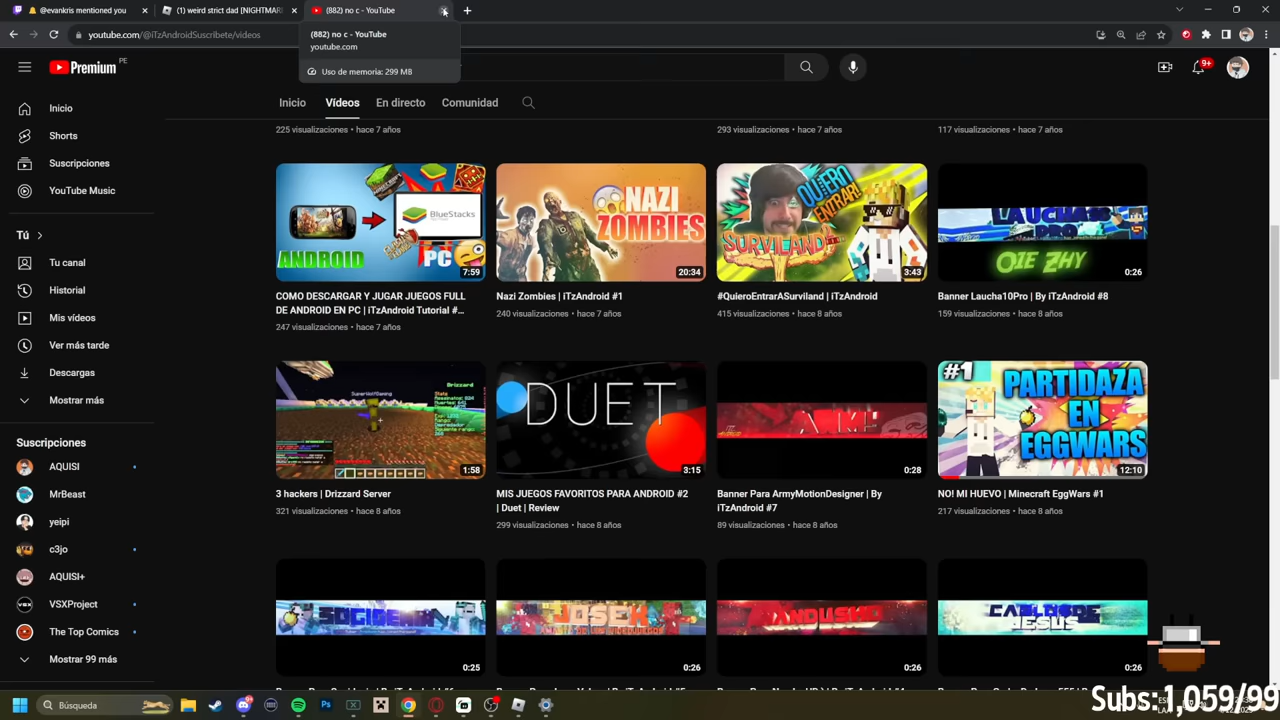 @evankris mentioned you
(1) weird strict dad [NIGHTMAR
(882) no c - YouTube
youtube.com/@iTzAndroidSuscribete/videos
(882) no c - YouTube
youtube.com
Uso de memoria: 299 MB
Premium PE
9+
Inicio
Vídeos
En directo
Comunidad
Inicio
Shorts
Suscripciones
YouTube Music
Tú
Tu canal
Historial
Mis vídeos
Ver más tarde
Descargas
Mostrar más
Suscripciones
AQUISI
MrBeast
yeipi
c3jo
AQUISI+
VSXProject
The Top Comics
Mostrar 99 más
225 visualizaciones • hace 7 años
293 visualizaciones • hace 7 años
117 visualizaciones • hace 7 años
BlueStacks
ANDROID
PC
7:59
NAZI
ZOMBIES
20:34
¡QUIERO
ENTRAR!
SURVILAND
3:43
LAUCHA10
PRO
OIE ZHY
0:26
COMO DESCARGAR Y JUGAR JUEGOS FULL
DE ANDROID EN PC | iTzAndroid Tutorial #...
247 visualizaciones • hace 7 años
Nazi Zombies | iTzAndroid #1
240 visualizaciones • hace 7 años
#QuieroEntrarASurviland | iTzAndroid
415 visualizaciones • hace 8 años
Banner Laucha10Pro | By iTzAndroid #8
159 visualizaciones • hace 8 años
Drizzard
1:58
DUET
3:15
0:28
#1
PARTIDAZA
EN
EGGWARS
12:10
3 hackers | Drizzard Server
321 visualizaciones • hace 8 años
MIS JUEGOS FAVORITOS PARA ANDROID #2
| Duet | Review
299 visualizaciones • hace 8 años
Banner Para ArmyMotionDesigner | By
iTzAndroid #7
89 visualizaciones • hace 8 años
NO! MI HUEVO | Minecraft EggWares #1
217 visualizaciones • hace 8 años
0:25
0:26
0:26
JESUS
0:26
Búsqueda
Subs: 1,059/99